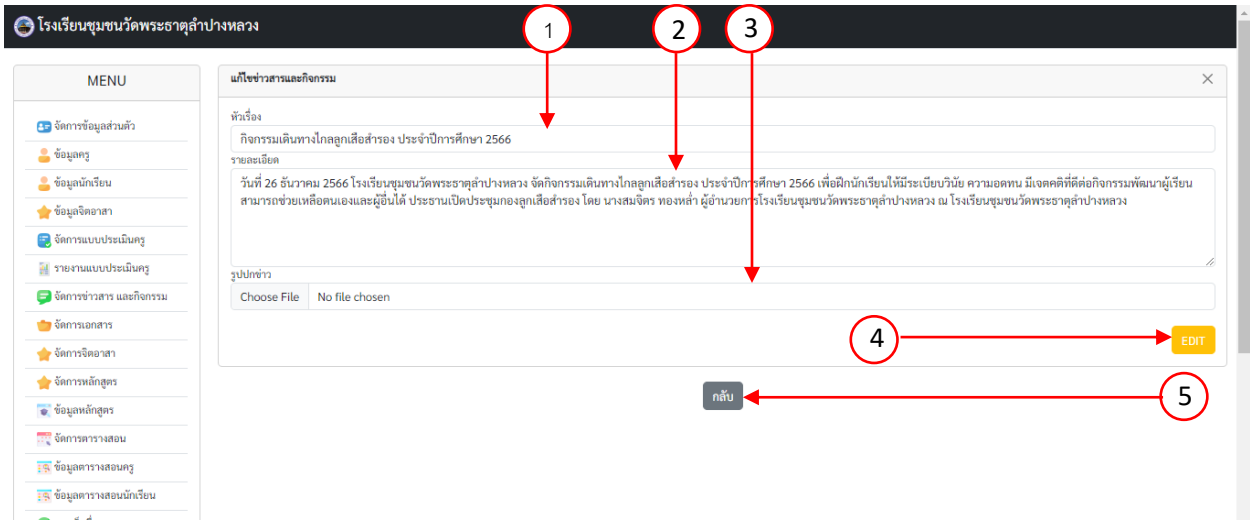 โรงเรียนชุมชนวัดพระธาตุลำปางหลวง
1
2
3
MENU
จัดการข้อมูลส่วนตัว
ข้อมูลครู
ข้อมูลนักเรียน
ข้อมูลจิตอาสา
จัดการแบบประเมินครู
รายงานแบบประเมินครู
จัดการข่าวสาร และกิจกรรม
จัดการเอกสาร
จัดการจิตอาสา
จัดการหลักสูตร
ข้อมูลหลักสูตร
จัดการตารางสอน
ข้อมูลตารางสอนครู
ข้อมูลตารางสอนนักเรียน
แก้ไขข่าวสารและกิจกรรม
หัวเรื่อง
กิจกรรมเดินทางไกลลูกเสือสำรอง ประจำปีการศึกษา 2566
รายละเอียด
วันที่ 26 ธันวาคม 2566 โรงเรียนชุมชนวัดพระธาตุลำปางหลวง จัดกิจกรรมเดินทางไกลลูกเสือสำรอง ประจำปีการศึกษา 2566 เพื่อฝึกนักเรียนให้มีระเบียบวินัย ความอดทน มีเจตคติที่ดีต่อกิจกรรมพัฒนาผู้เรียน
สามารถช่วยเหลือตนเองและผู้อื่นได้ ประธานเปิดประชุมกองลูกเสือสำรอง โดย นางสมจิตร ทองหล่ำ ผู้อำนวยการโรงเรียนชุมชนวัดพระธาตุลำปางหลวง ณ โรงเรียนชุมชนวัดพระธาตุลำปางหลวง
รูปปกข่าว
Choose File No file chosen
4
EDIT
กลับ
5